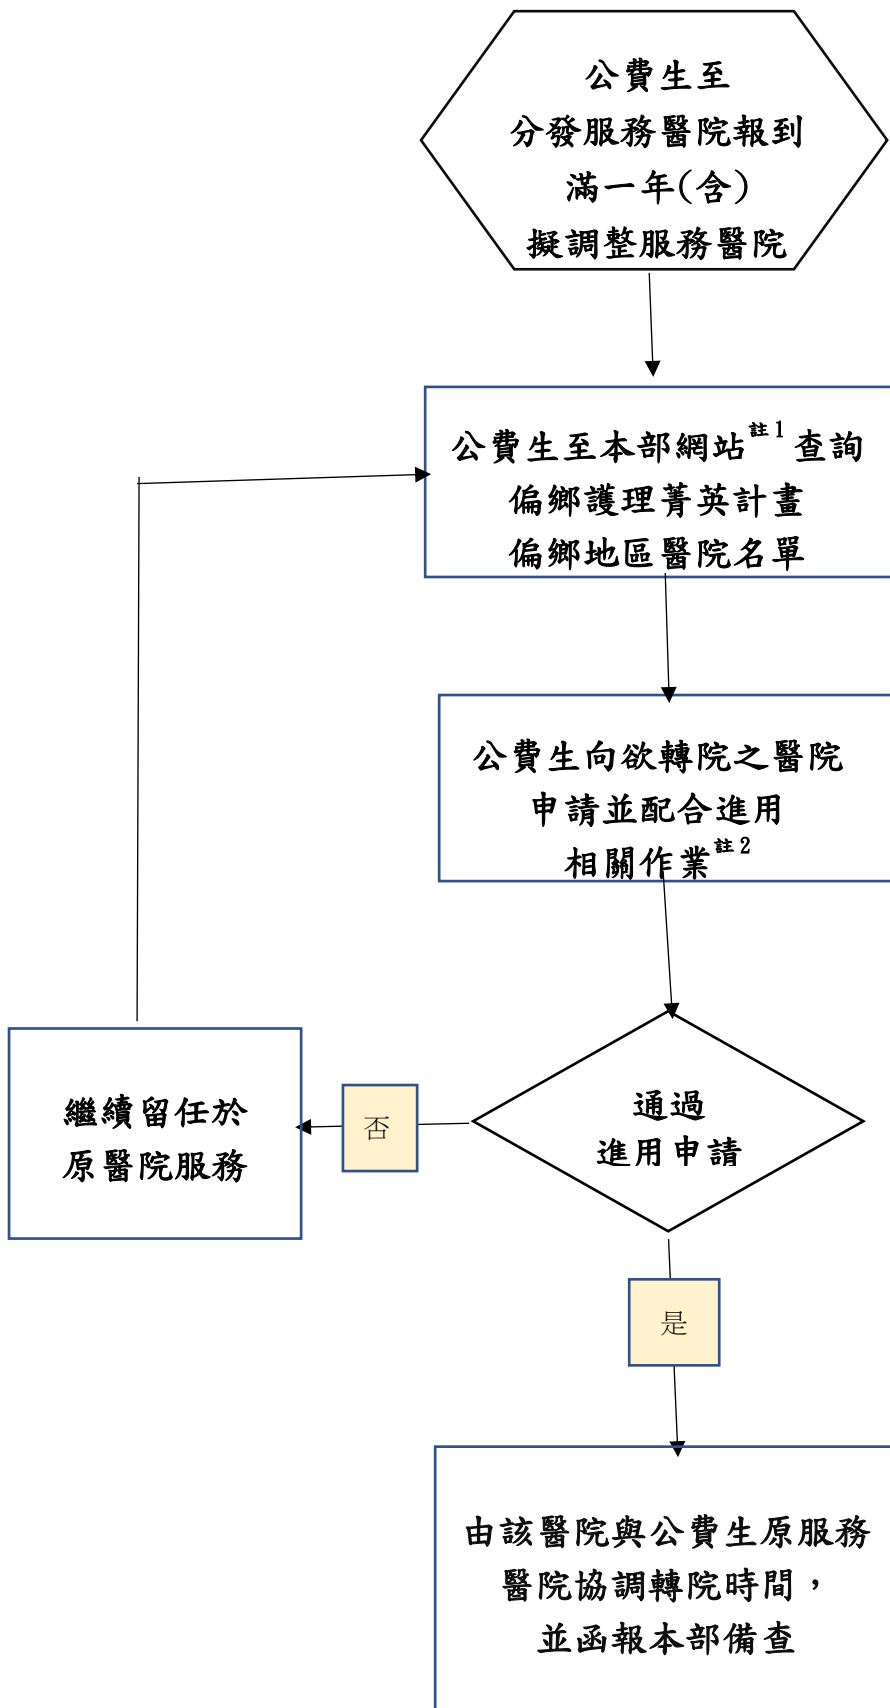 公費生至
分發服務醫院報到
滿一年(含)
擬調整服務醫院
公費生至本部網站註1查詢
偏鄉護理菁英計畫
偏鄉地區醫院名單
公費生向欲轉院之醫院
申請並配合進用
相關作業註2
通過
進用申請
否
繼續留任於
原醫院服務
是
由該醫院與公費生原服務
醫院協調轉院時間，
並函報本部備查